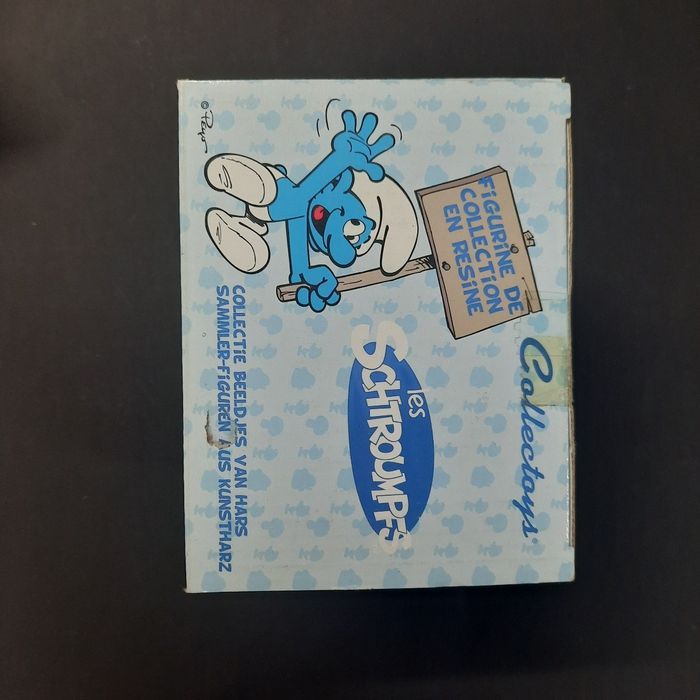 Collectoys
FIGURINE DE
COLLECTION
EN RESINE
les
SCHTROUMPFS
© Peyo
COLLECTIE BEELDJES VAN HARS
SAMMLER-FIGUREN AUS KUNSTHARZ